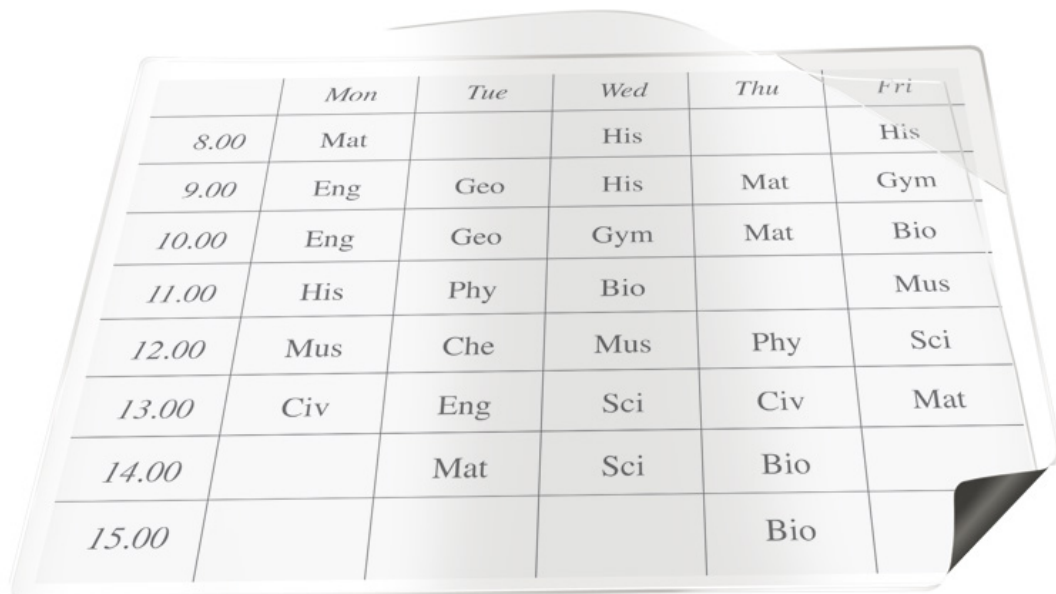 Mon Tue Wed Thu Fri
8.00 Mat His His
9.00 Eng Geo His Mat Gym
10.00 Eng Geo Gym Mat Bio
11.00 His Phy Bio Mus
12.00 Mus Che Mus Phy Sci
13.00 Civ Eng Sci Civ Mat
14.00 Mat Sci Bio
15.00 Bio